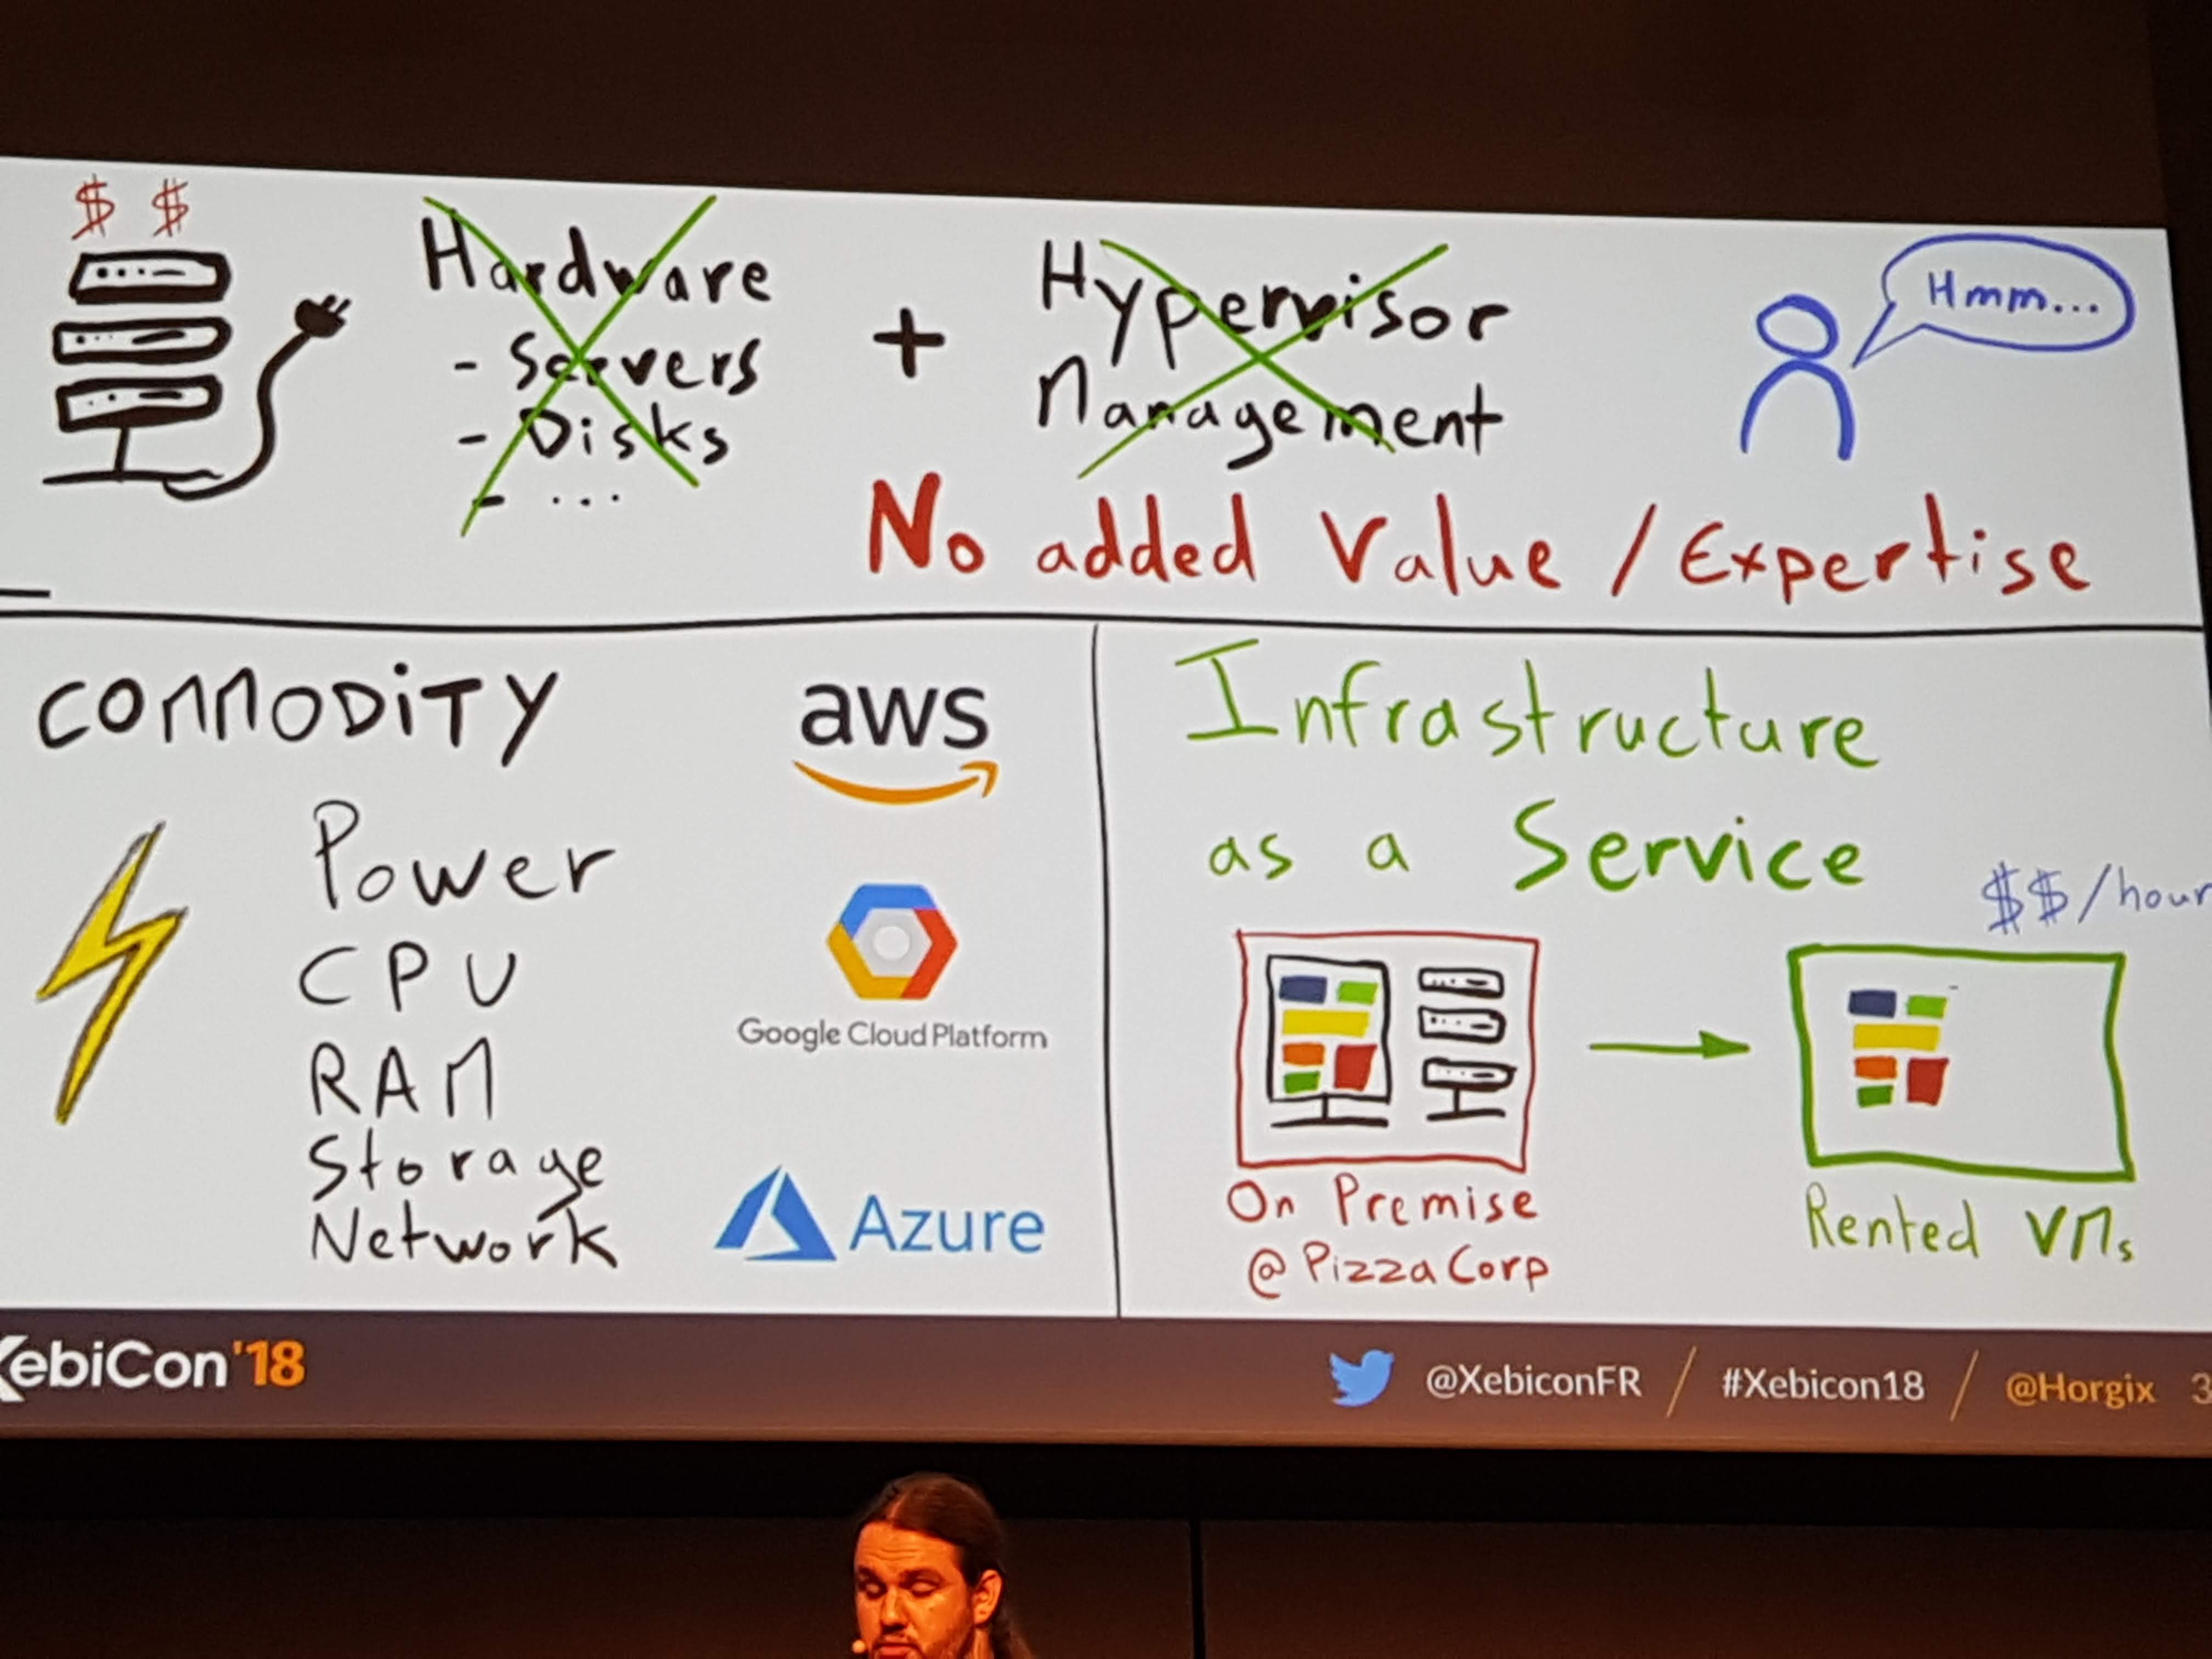 $ $
Hardware
- Servers
- Disks
- ...
+
Hypervisor
Management
Hmm...
No added Value / Expertise
COMMODITY
Power
CPU
RAM
Storage
Network
aws
Google Cloud Platform
Azure
Infrastructure
as a Service
$$/hour
On Premise
@ PizzaCorp
Rented VMs
XebiCon'18
@XebiconFR / #Xebicon18 / @Horgix 3